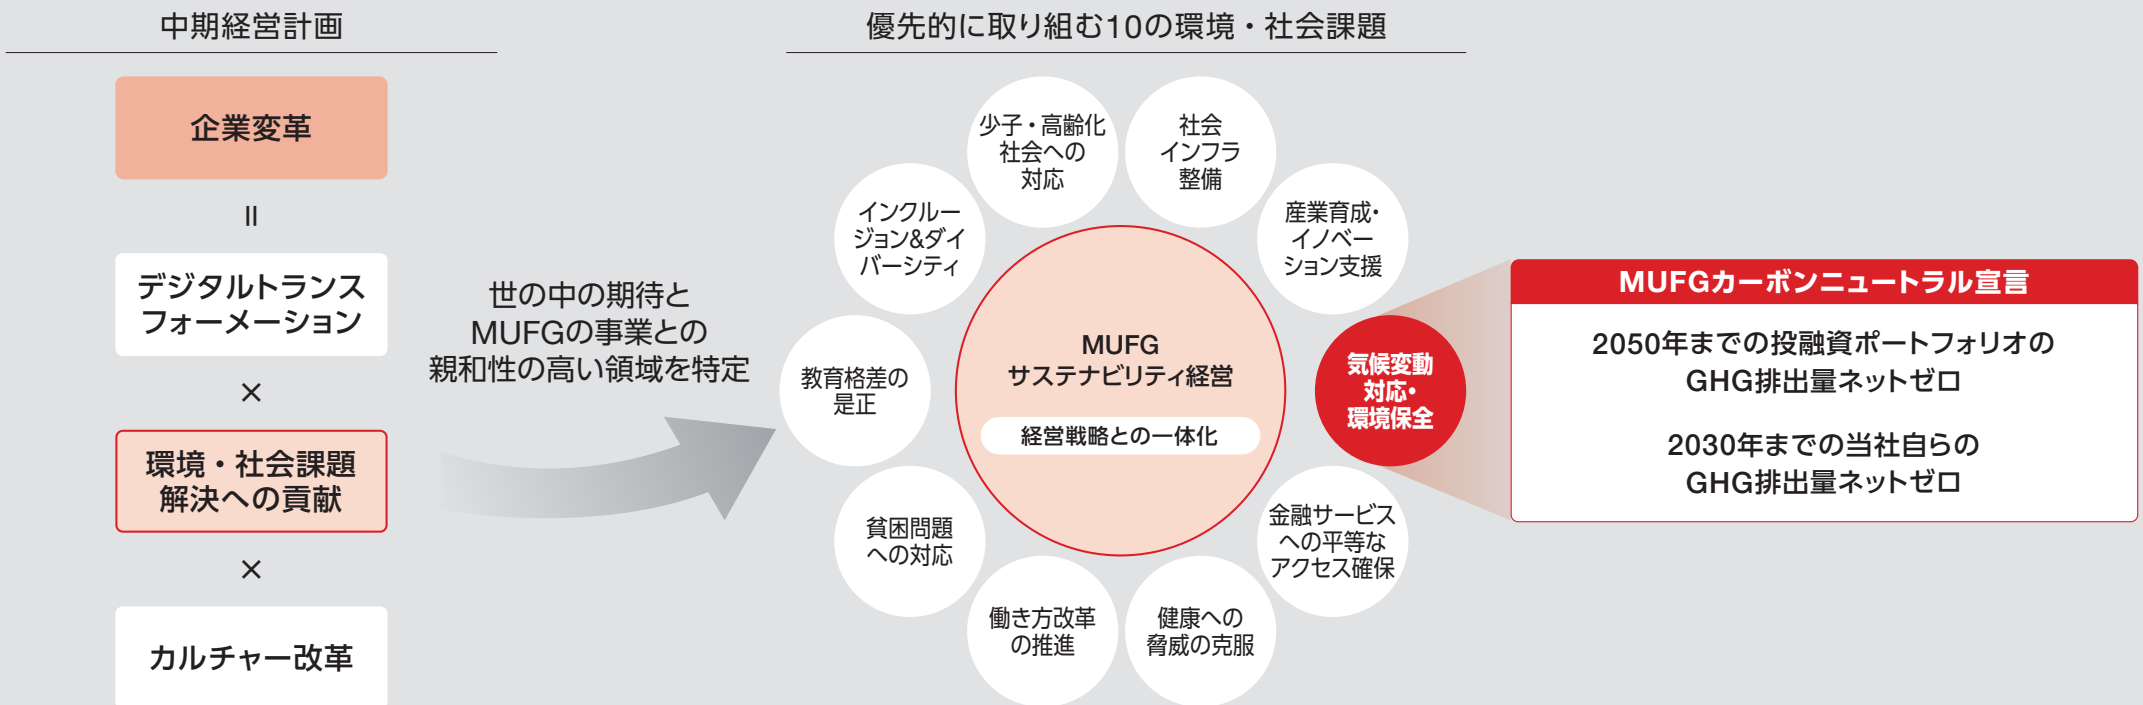 中期経営計画
企業変革
=
デジタルトランス
フォーメーション
×
環境・社会課題
解決への貢献
×
カルチャー改革
世の中の期待と
MUFGの事業との
親和性の高い領域を特定
優先的に取り組む10の環境・社会課題
少子・高齢化
社会への
対応
社会
インフラ
整備
産業育成・
イノベー
ション支援
気候変動
対応・
環境保全
金融サービス
への平等な
アクセス確保
健康への
脅威の克服
働き方改革
の推進
貧困問題
への対応
教育格差の
是正
インクルー
ジョン&ダイ
バーシティ
MUFG
サステナビリティ経営
経営戦略との一体化
MUFGカーボンニュートラル宣言
2050年までの投融資ポートフォリオの
GHG排出量ネットゼロ
2030年までの当社自らの
GHG排出量ネットゼロ